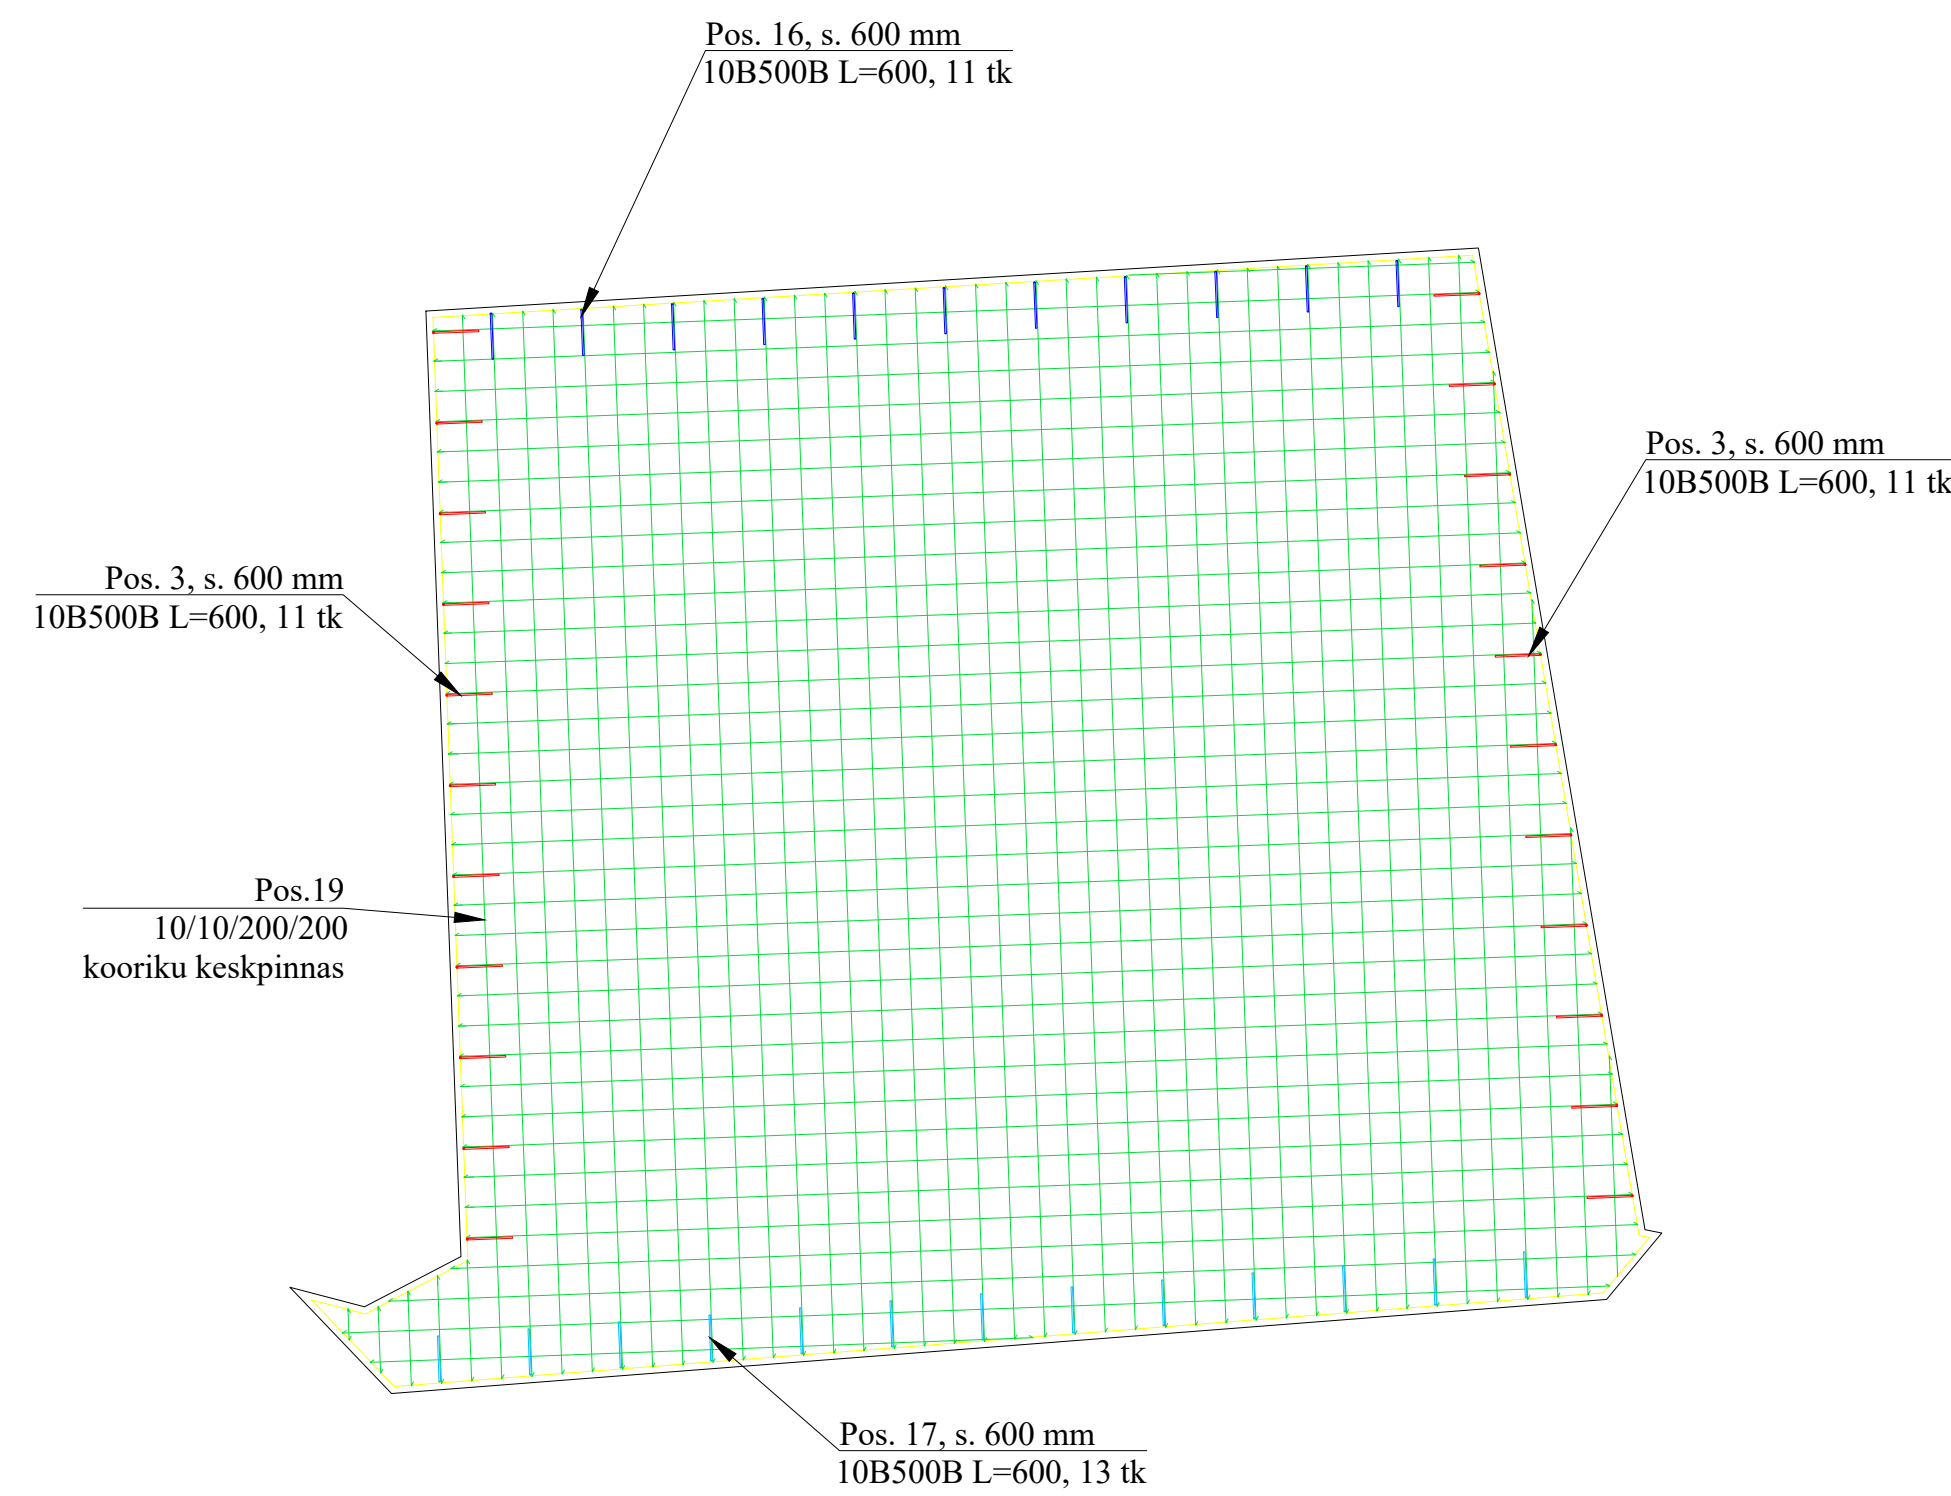 Pos. 16, s. 600 mm
10B500B L=600, 11 tk
Pos. 3, s. 600 mm
10B500B L=600, 11 tk
Pos. 3, s. 600 mm
10B500B L=600, 11 tk
Pos.19
10/10/200/200
kooriku keskpinnas
Pos. 17, s. 600 mm
10B500B L=600, 13 tk